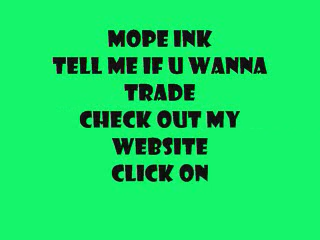 MOPE INK
TELL ME IF U WANNA
TRADE
CHECK OUT MY
WEBSITE
CLICK ON